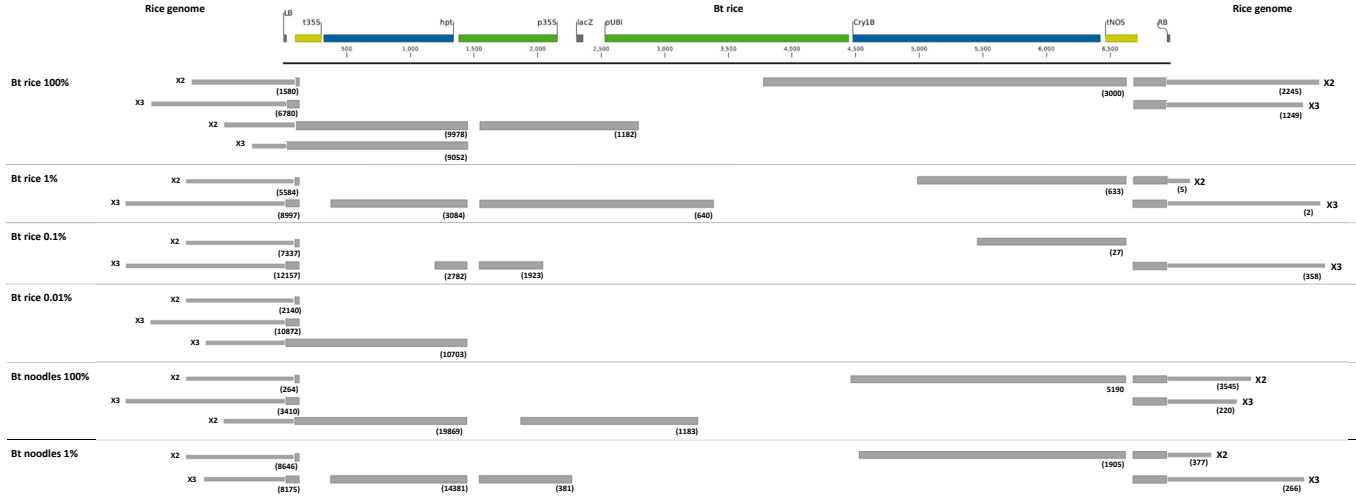 Rice genome Bt rice Rice genome
LB t35S hpt p35S lacZ pUBI Cry1B tNOS RB
500 1,000 1,500 2,000 2,500 3,000 3,500 4,000 4,500 5,000 5,500 6,000 6,500
Bt rice 100%
X2 (1580) (3000) (2245) X2
X3 (6780) (1249) X3
X2 (9978) (1182)
X3 (9052)
Bt rice 1%
X2 (5584) (633) (5) X2
X3 (8997) (3084) (640) (2) X3
Bt rice 0.1%
X2 (7337) (27)
X3 (12157) (2782) (1923) (358) X3
Bt rice 0.01%
X2 (2140)
X3 (10872)
X3 (10703)
Bt noodles 100%
X2 (264) 5190 (3545) X2
X3 (3410) (220) X3
X2 (19869) (1183)
Bt noodles 1%
X2 (8646) (1905) (377) X2
X3 (8175) (14381) (381) (266) X3